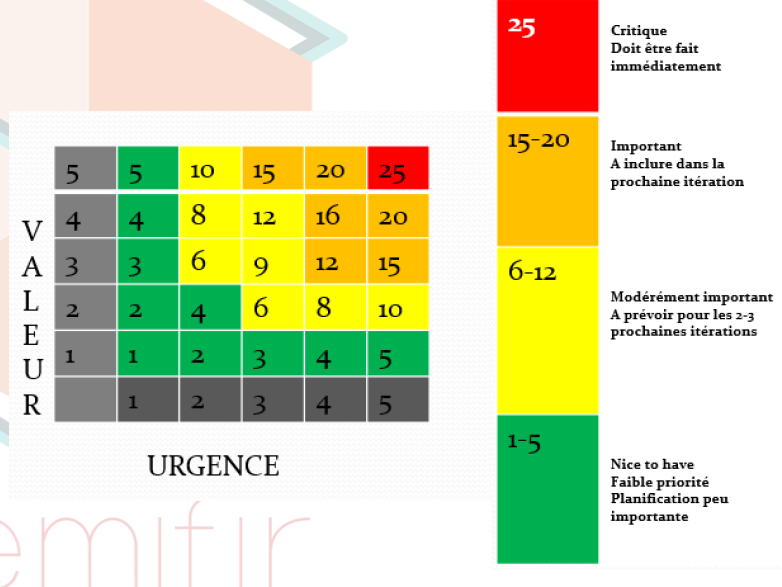 25
Critique
Doit être fait
immédiatement
15-20
Important
A inclure dans la
prochaine itération
6-12
Modérément important
A prévoir pour les 2-3
prochaines itérations
1-5
Nice to have
Faible priorité
Planification peu
importante
VALEUR
5 5 10 15 20 25
4 4 8 12 16 20
3 3 6 9 12 15
2 2 4 6 8 10
1 1 2 3 4 5
1 2 3 4 5
URGENCE